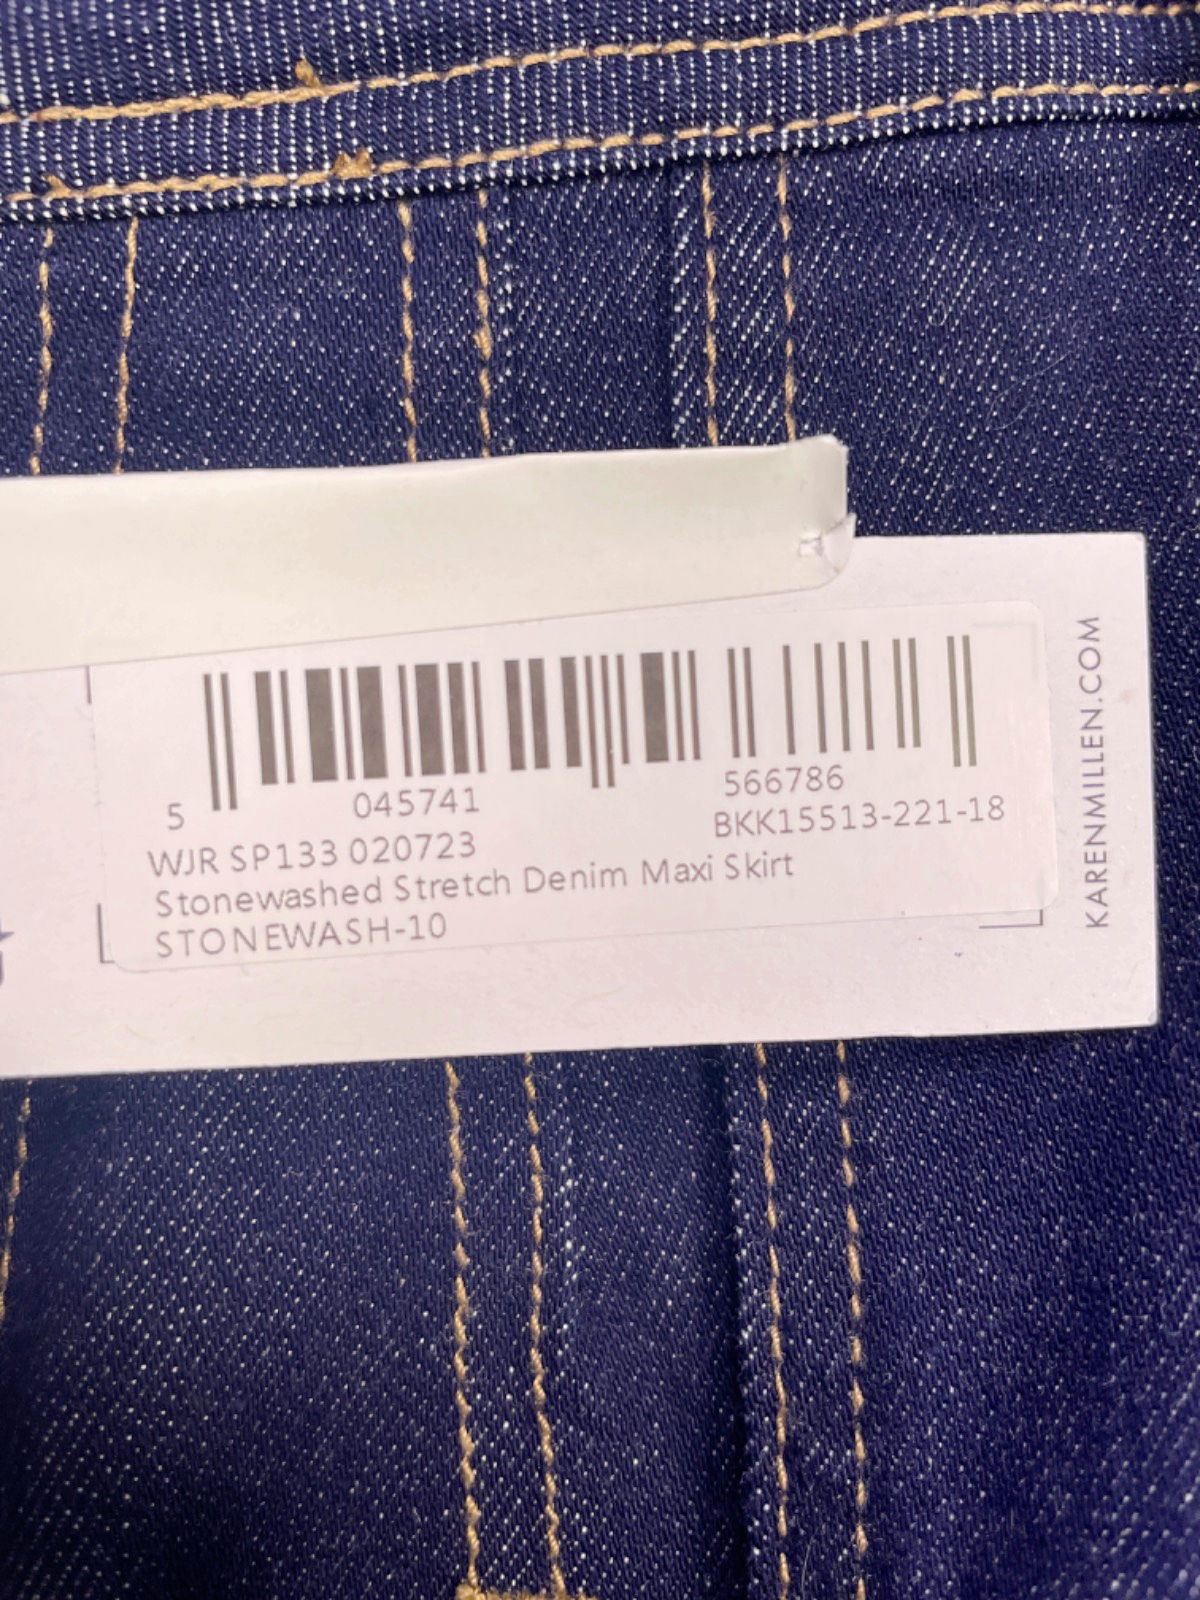 5 045741 566786
WJR SP133 020723 BKK15513-221-18
Stonewashed Stretch Denim Maxi Skirt
STONEWASH-10
KARENMILLEN.COM